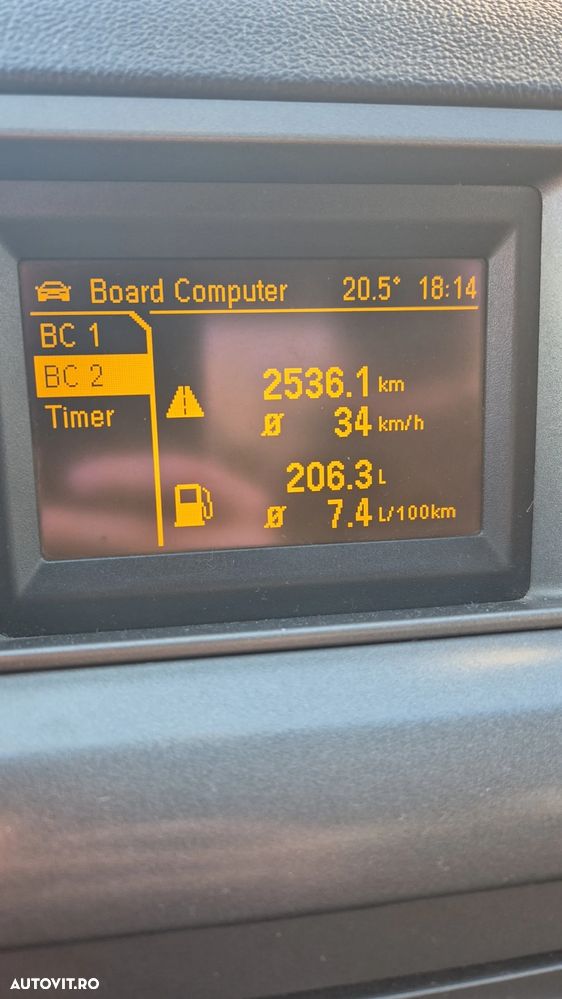 Board Computer 20.5° 18:14
BC 1
BC 2
Timer
2536.1 km
Ø 34 km/h
206.3 L
Ø 7.4 L/100km
AUTOVIT.RO